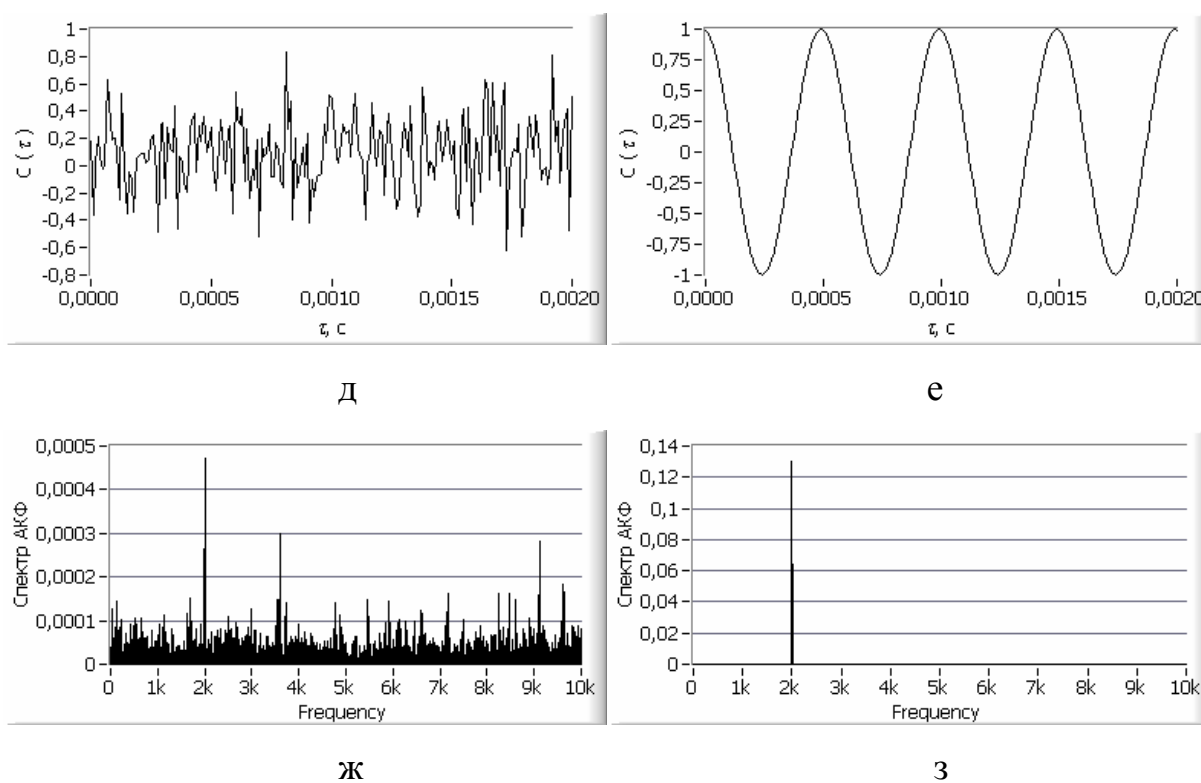 1
0,8
0,6
0,4
0,2
0
-0,2
-0,4
-0,6
-0,8
C ( τ )
0,0000 0,0005 0,0010 0,0015 0,0020
τ, c
д
1
0,75
0,5
0,25
0
-0,25
-0,5
-0,75
-1
C ( τ )
0,0000 0,0005 0,0010 0,0015 0,002
τ, c
е
0,0005
0,0004
0,0003
0,0002
0,0001
0
Спектр АКФ
0 1k 2k 3k 4k 5k 6k 7k 8k 9k 10k
Frequency
ж
0,14
0,12
0,1
0,08
0,06
0,04
0,02
0
Спектр АКФ
0 1k 2k 3k 4k 5k 6k 7k 8k 9k 10k
Frequency
з